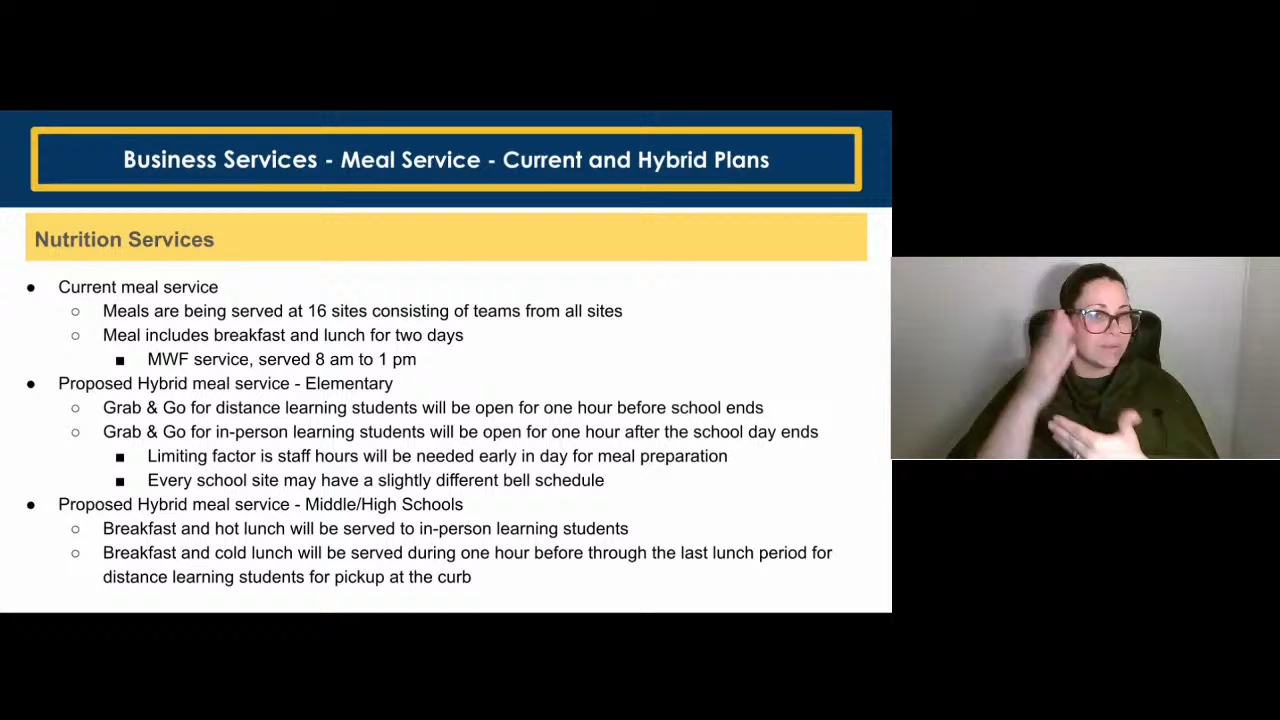 Business Services - Meal Service - Current and Hybrid Plans
Nutrition Services
● Current meal service
○ Meals are being served at 16 sites consisting of teams from all sites
○ Meal includes breakfast and lunch for two days
■ MWF service, served 8 am to 1 pm
● Proposed Hybrid meal service - Elementary
○ Grab & Go for distance learning students will be open for one hour before school ends
○ Grab & Go for in-person learning students will be open for one hour after the school day ends
■ Limiting factor is staff hours will be needed early in day for meal preparation
■ Every school site may have a slightly different bell schedule
● Proposed Hybrid meal service - Middle/High Schools
○ Breakfast and hot lunch will be served to in-person learning students
○ Breakfast and cold lunch will be served during one hour before through the last lunch period for
distance learning students for pickup at the curb